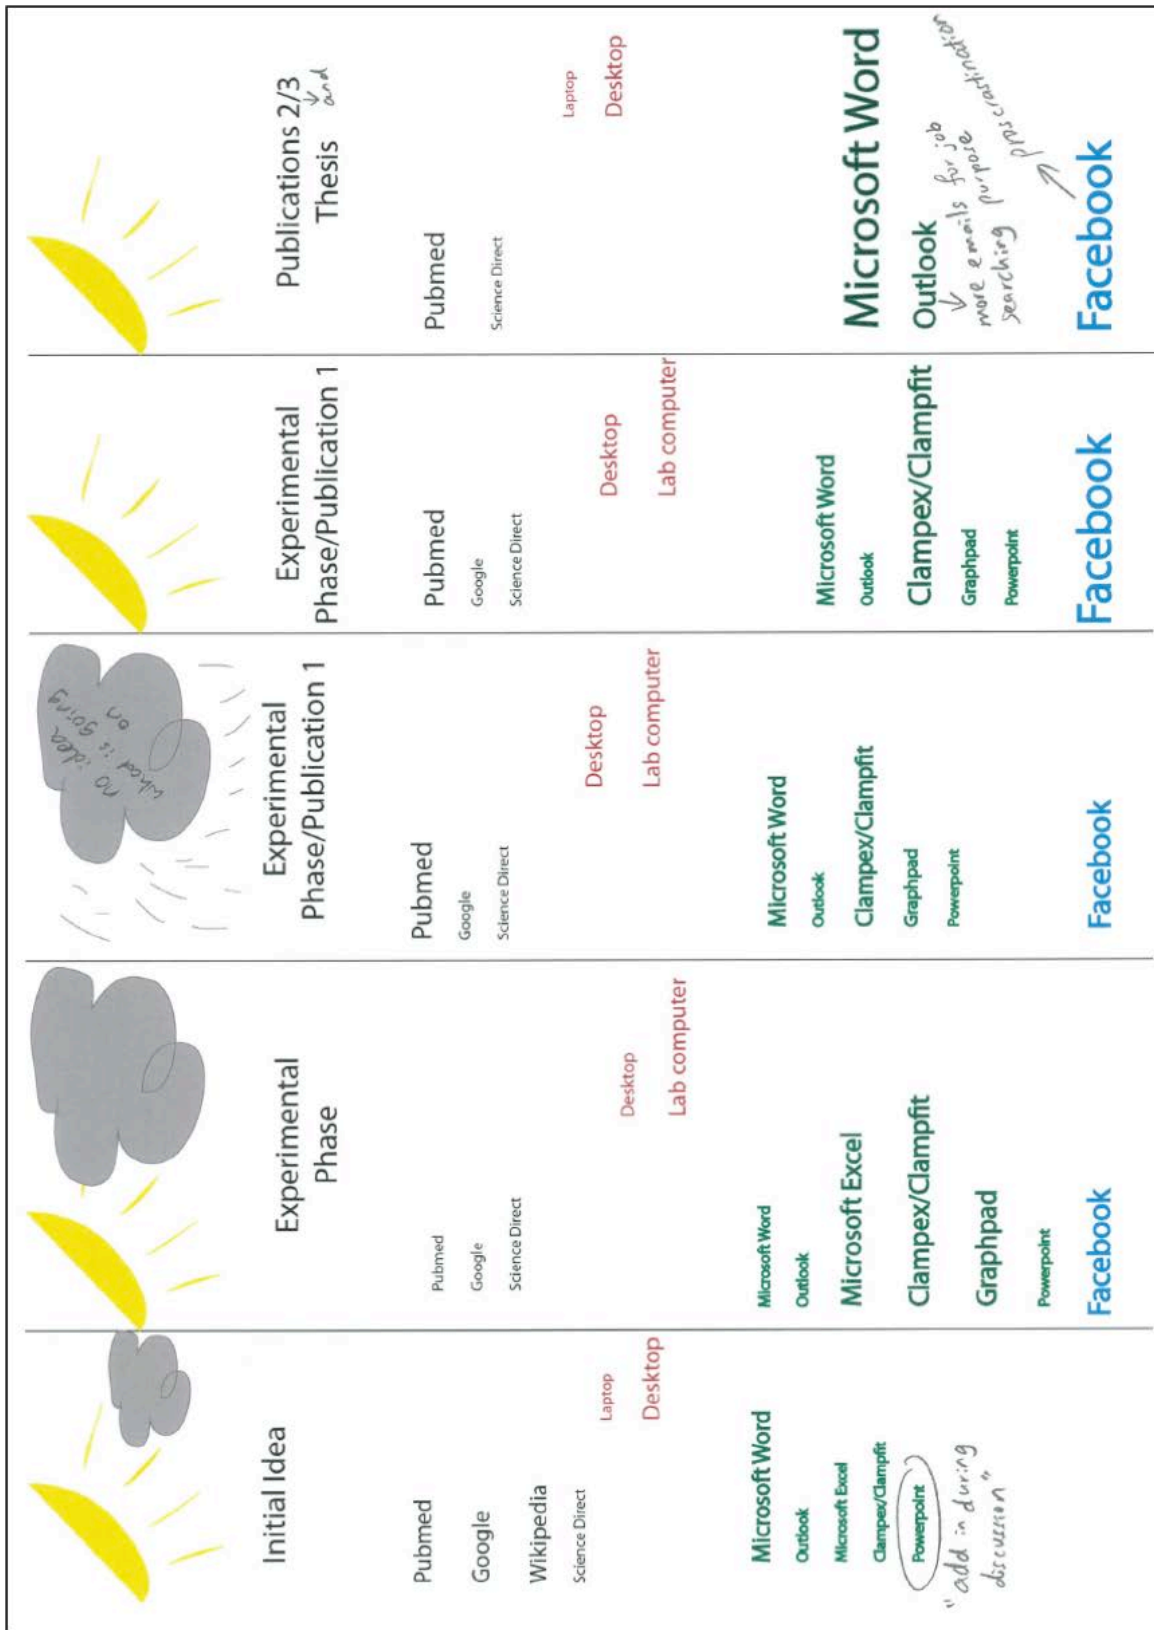 Initial Idea
Pubmed
Google
Wikipedia
Science Direct
Laptop
Desktop
Microsoft Word
Outlook
Microsoft Excel
Clampex/Clampfit
Powerpoint
"add in during
discussion"
Experimental
Phase
Pubmed
Google
Science Direct
Desktop
Lab computer
Microsoft Word
Outlook
Microsoft Excel
Clampex/Clampfit
Graphpad
Powerpoint
Facebook
no idea
what is going
on
Experimental
Phase/Publication 1
Pubmed
Google
Science Direct
Desktop
Lab computer
Microsoft Word
Outlook
Clampex/Clampfit
Graphpad
Powerpoint
Facebook
Experimental
Phase/Publication 1
Pubmed
Google
Science Direct
Desktop
Lab computer
Microsoft Word
Outlook
Clampex/Clampfit
Graphpad
Powerpoint
Facebook
Publications 2/3
and
Thesis
Pubmed
Science Direct
Laptop
Desktop
Microsoft Word
Outlook
more emails for job
searching purpose
procrastination
Facebook